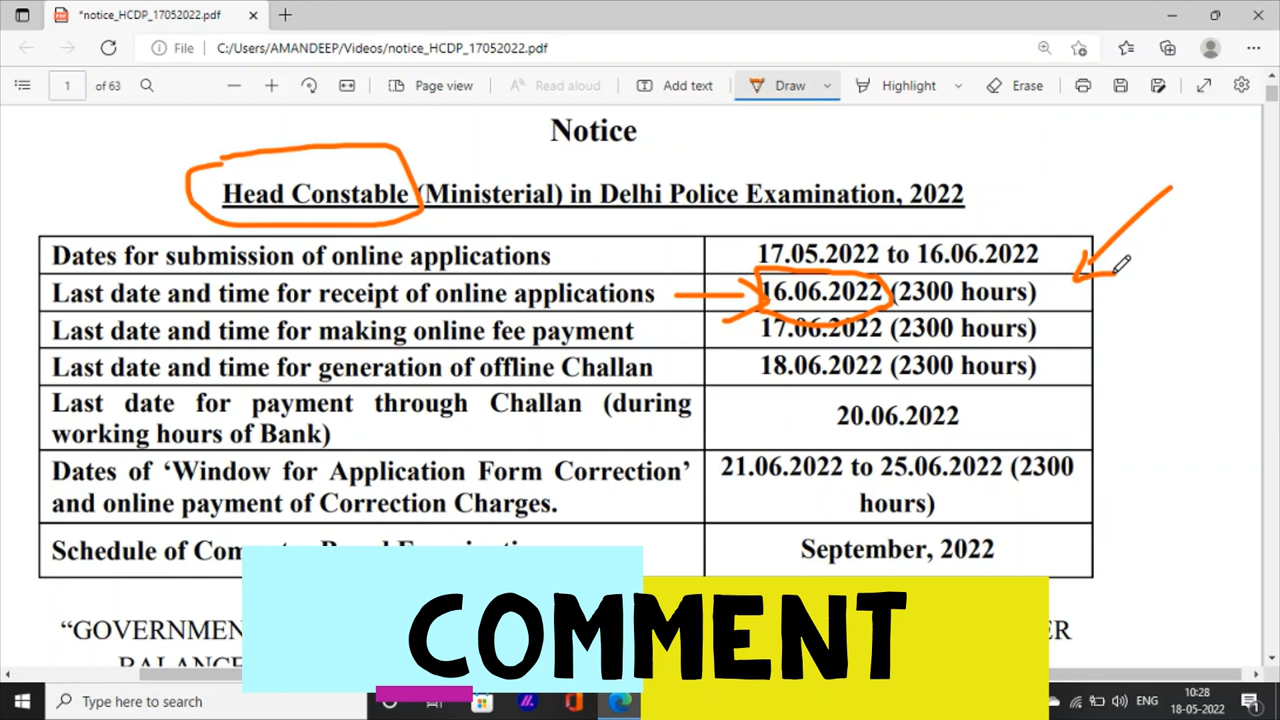 *notice_HCDP_17052022.pdf
File C:/Users/AMANDEEP/Videos/notice_HCDP_17052022.pdf
1 of 63 Page view Read aloud Add text Draw Highlight Erase
Notice
Head Constable (Ministerial) in Delhi Police Examination, 2022
Dates for submission of online applications 17.05.2022 to 16.06.2022
Last date and time for receipt of online applications 16.06.2022 (2300 hours)
Last date and time for making online fee payment 17.06.2022 (2300 hours)
Last date and time for generation of offline Challan 18.06.2022 (2300 hours)
Last date for payment through Challan (during
working hours of Bank) 20.06.2022
Dates of ‘Window for Application Form Correction’
and online payment of Correction Charges. 21.06.2022 to 25.06.2022 (2300
hours)
Schedule of September, 2022
“GOVERNMEN
BALANCE
COMMENT
Type here to search ENG 10:28
18-05-2022